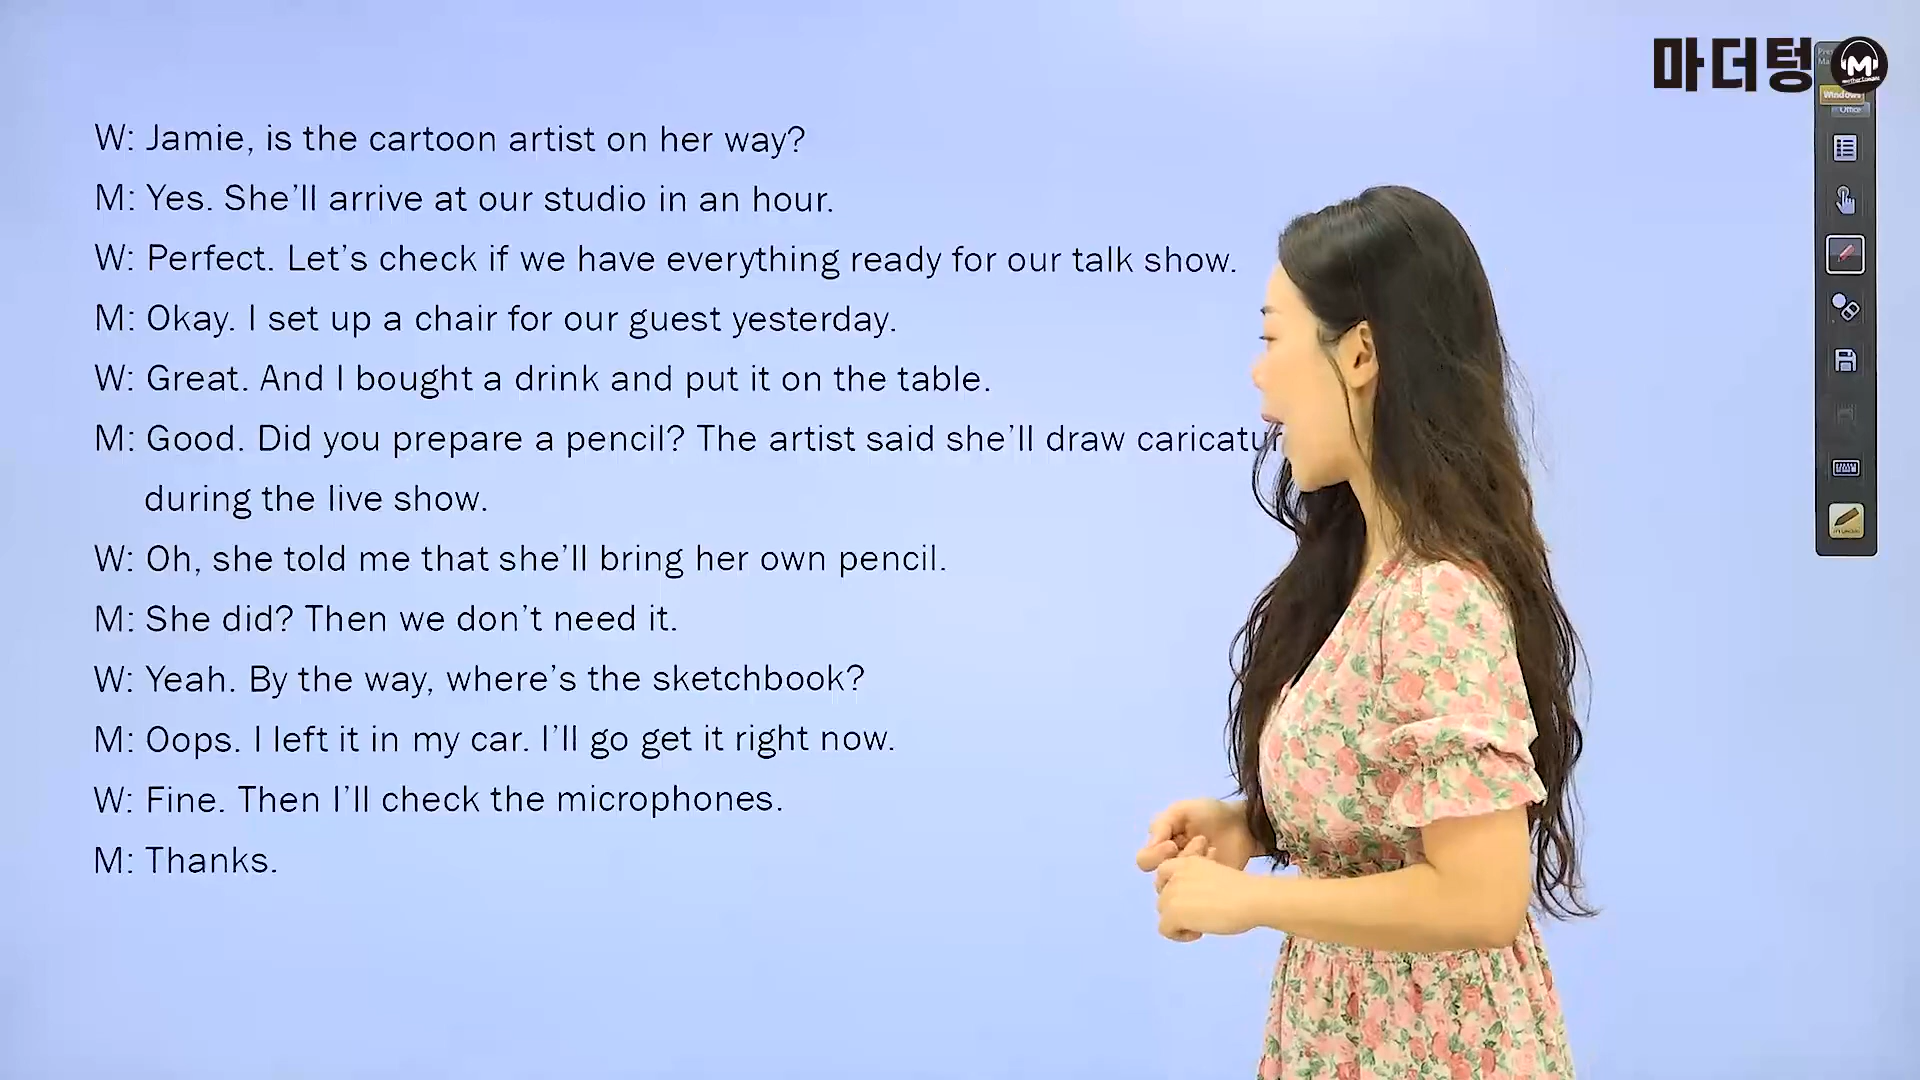 마더텅
W: Jamie, is the cartoon artist on her way?
M: Yes. She’ll arrive at our studio in an hour.
W: Perfect. Let’s check if we have everything ready for our talk show.
M: Okay. I set up a chair for our guest yesterday.
W: Great. And I bought a drink and put it on the table.
M: Good. Did you prepare a pencil? The artist said she’ll draw
during the live show.
W: Oh, she told me that she’ll bring her own pencil.
M: She did? Then we don’t need it.
W: Yeah. By the way, where’s the sketchbook?
M: Oops. I left it in my car. I’ll go get it right now.
W: Fine. Then I’ll check the microphones.
M: Thanks.
Windows
Office